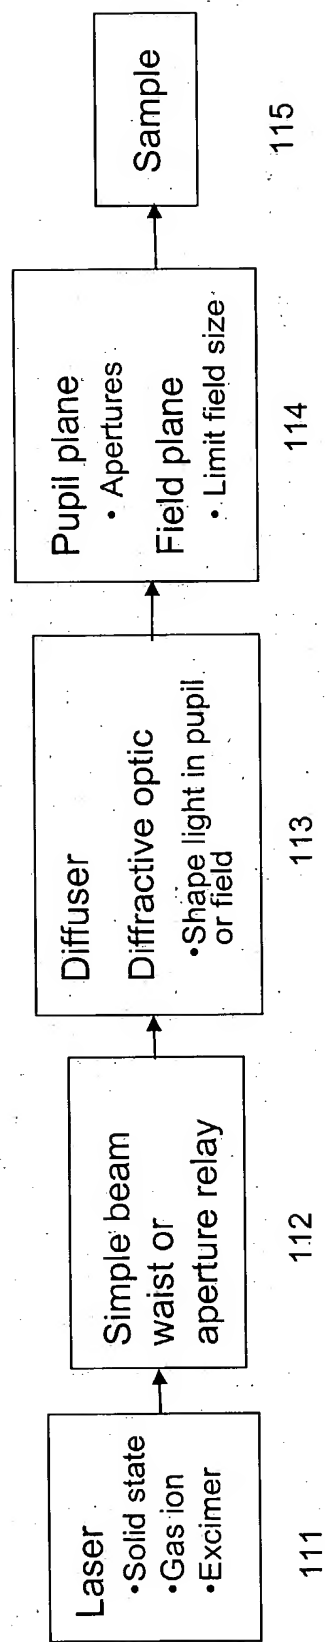 Laser
•Solid state
•Gas ion
•Excimer
111
Simple beam
waist or
aperture relay
112
Diffuser
Diffractive optic
•Shape light in pupil
or field
113
Pupil plane
• Apertures
Field plane
• Limit field size
114
Sample
115